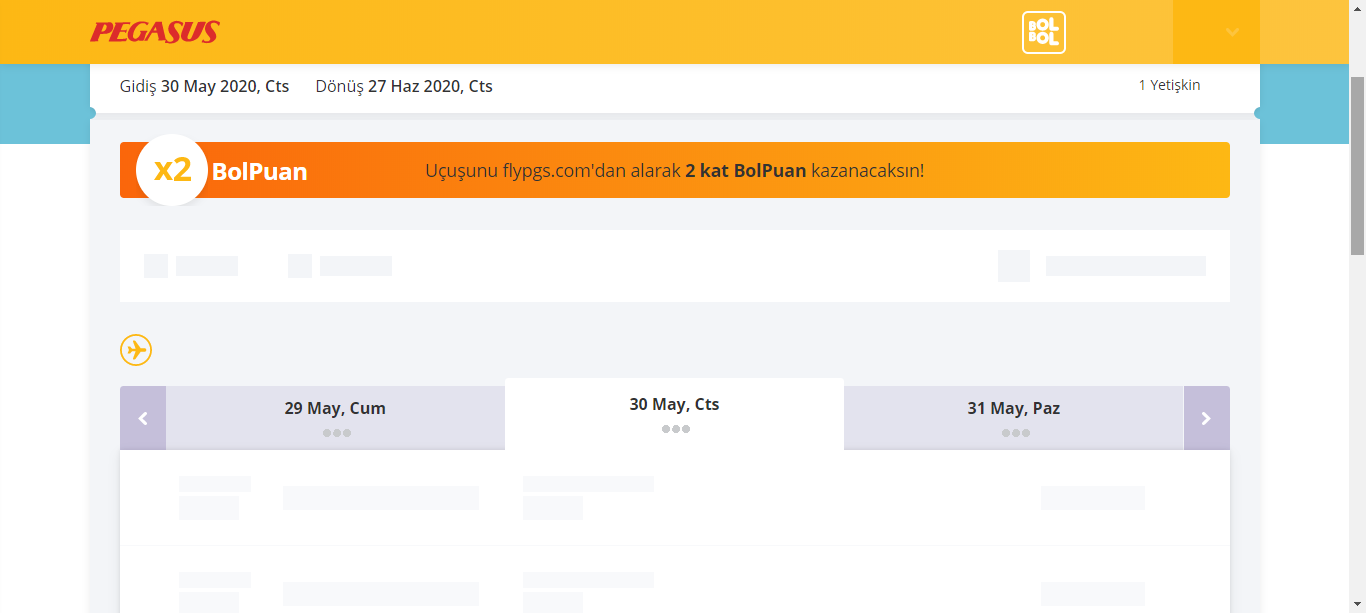 PEGASUS
BOL
BOL
Gidiş 30 May 2020, Cts Dönüş 27 Haz 2020, Cts
1 Yetişkin
x2 BolPuan
Uçuşunu flypgs.com'dan alarak 2 kat BolPuan kazanacaksın!
29 May, Cum
30 May, Cts
31 May, Paz